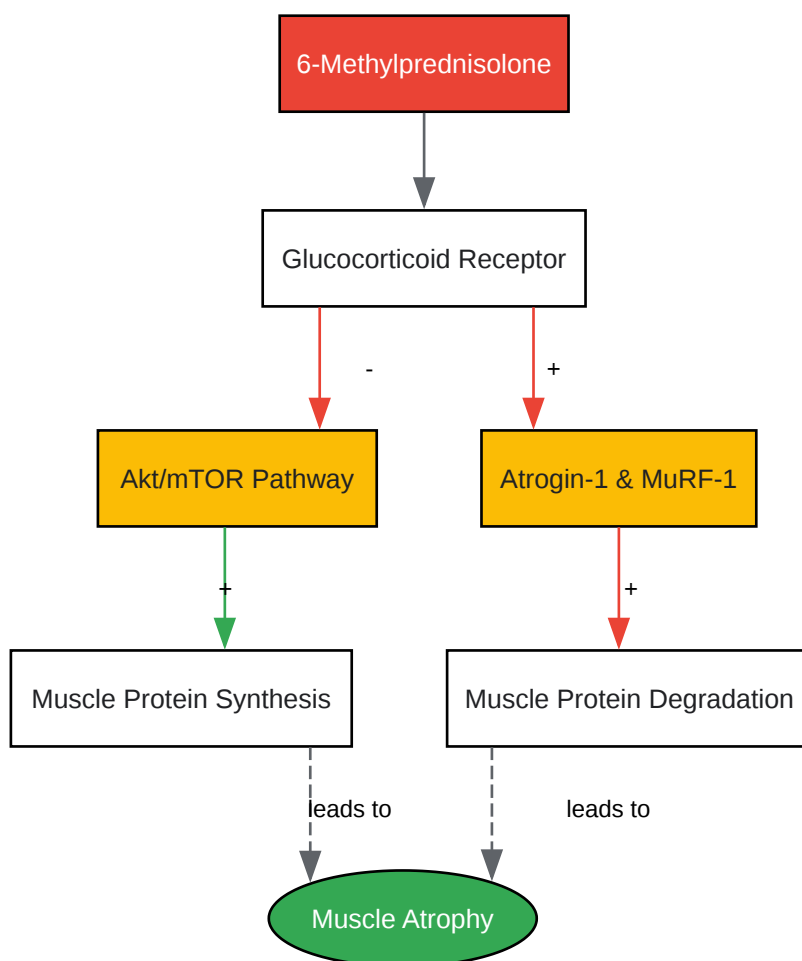 6-Methylprednisolone
Glucocorticoid Receptor
-
+
Akt/mTOR Pathway
Atrogin-1 & MuRF-1
+
+
Muscle Protein Synthesis
Muscle Protein Degradation
leads to
leads to
Muscle Atrophy